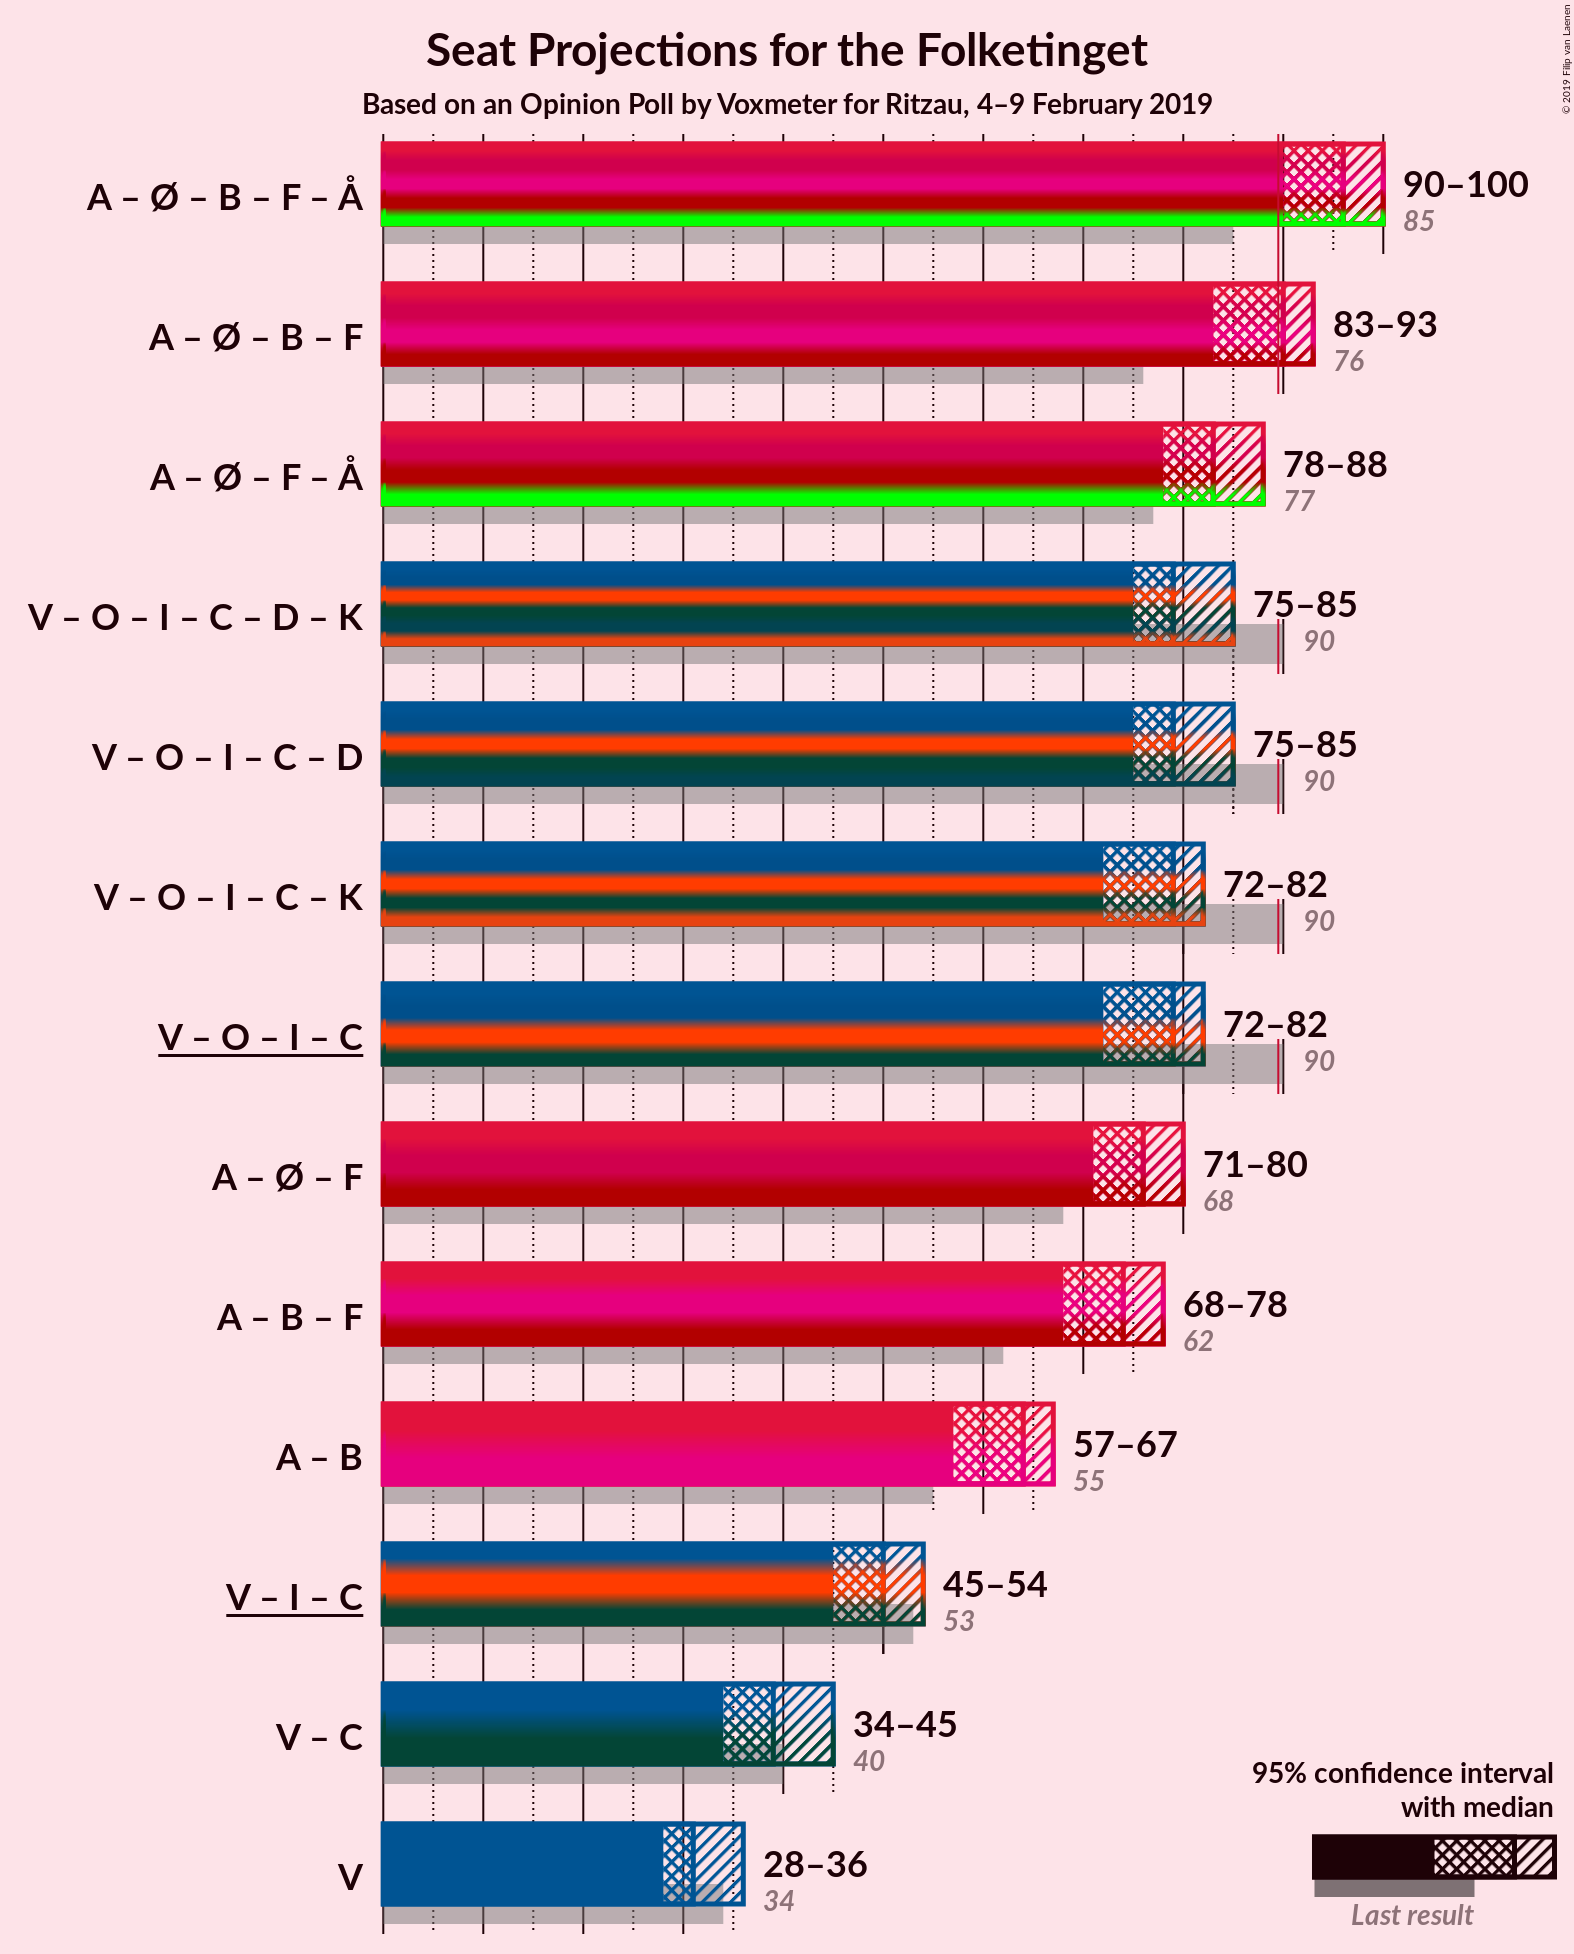 Seat Projections for the Folketinget
Based on an Opinion Poll by Voxmeter for Ritzau, 4–9 February 2019
© 2019 Filip van Laenen
A – Ø – B – F – Å
90–100
85
A – Ø – B – F
83–93
76
A – Ø – F – Å
78–88
77
V – O – I – C – D – K
75–85
90
V – O – I – C – D
75–85
90
V – O – I – C – K
72–82
90
V – O – I – C
72–82
90
A – Ø – F
71–80
68
A – B – F
68–78
62
A – B
57–67
55
V – I – C
45–54
53
V – C
34–45
40
V
28–36
34
95% confidence interval
with median
Last result